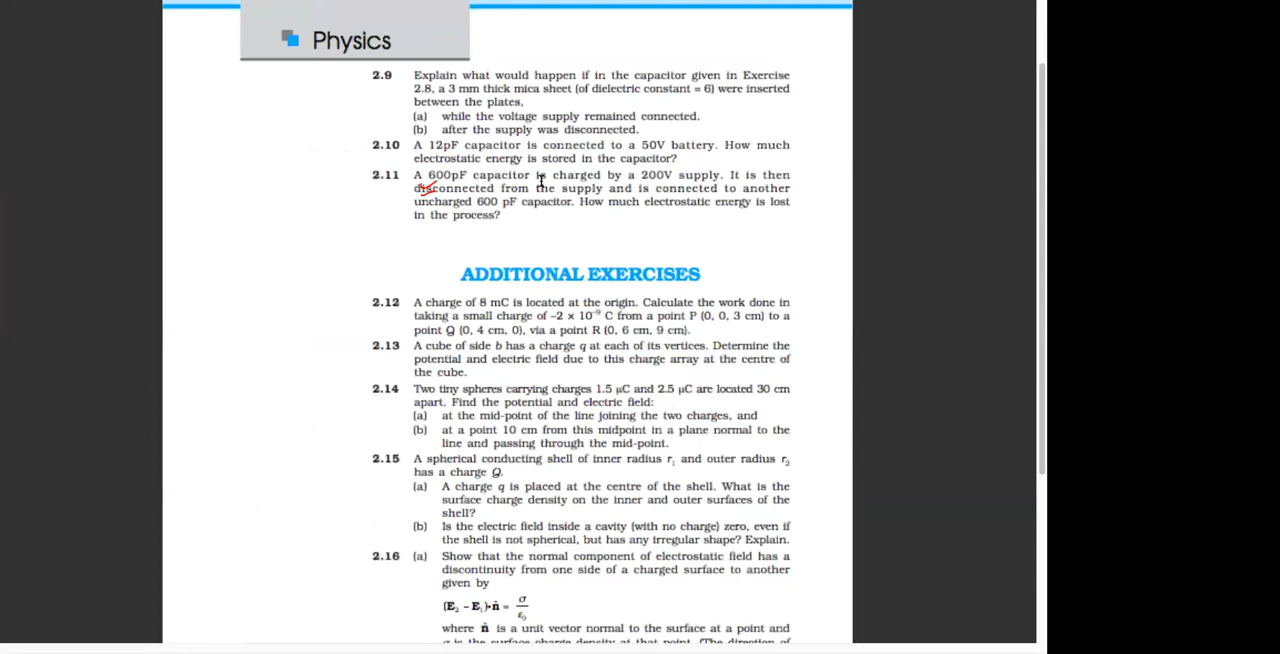 Physics
2.9 Explain what would happen if in the capacitor given in Exercise
2.8, a 3 mm thick mica sheet (of dielectric constant = 6) were inserted
between the plates,
(a) while the voltage supply remained connected.
(b) after the supply was disconnected.
2.10 A 12pF capacitor is connected to a 50V battery. How much
electrostatic energy is stored in the capacitor?
2.11 A 600pF capacitor is charged by a 200V supply. It is then
disconnected from the supply and is connected to another
uncharged 600 pF capacitor. How much electrostatic energy is lost
in the process?
ADDITIONAL EXERCISES
2.12 A charge of 8 mC is located at the origin. Calculate the work done in
taking a small charge of –2 × 10⁻⁹ C from a point P (0, 0, 3 cm) to a
point Q (0, 4 cm, 0), via a point R (0, 6 cm, 9 cm).
2.13 A cube of side b has a charge q at each of its vertices. Determine the
potential and electric field due to this charge array at the centre of
the cube.
2.14 Two tiny spheres carrying charges 1.5 μC and 2.5 μC are located 30 cm
apart. Find the potential and electric field:
(a) at the mid-point of the line joining the two charges, and
(b) at a point 10 cm from this midpoint in a plane normal to the
line and passing through the mid-point.
2.15 A spherical conducting shell of inner radius r₁ and outer radius r₂
has a charge Q.
(a) A charge q is placed at the centre of the shell. What is the
surface charge density on the inner and outer surfaces of the
shell?
(b) Is the electric field inside a cavity (with no charge) zero, even if
the shell is not spherical, but has any irregular shape? Explain.
2.16 (a) Show that the normal component of electrostatic field has a
discontinuity from one side of a charged surface to another
given by
(E₂ – E₁)·n̂ = σ/ε₀
where n̂ is a unit vector normal to the surface at a point and
σ is the surface charge density at that point. (The direction of